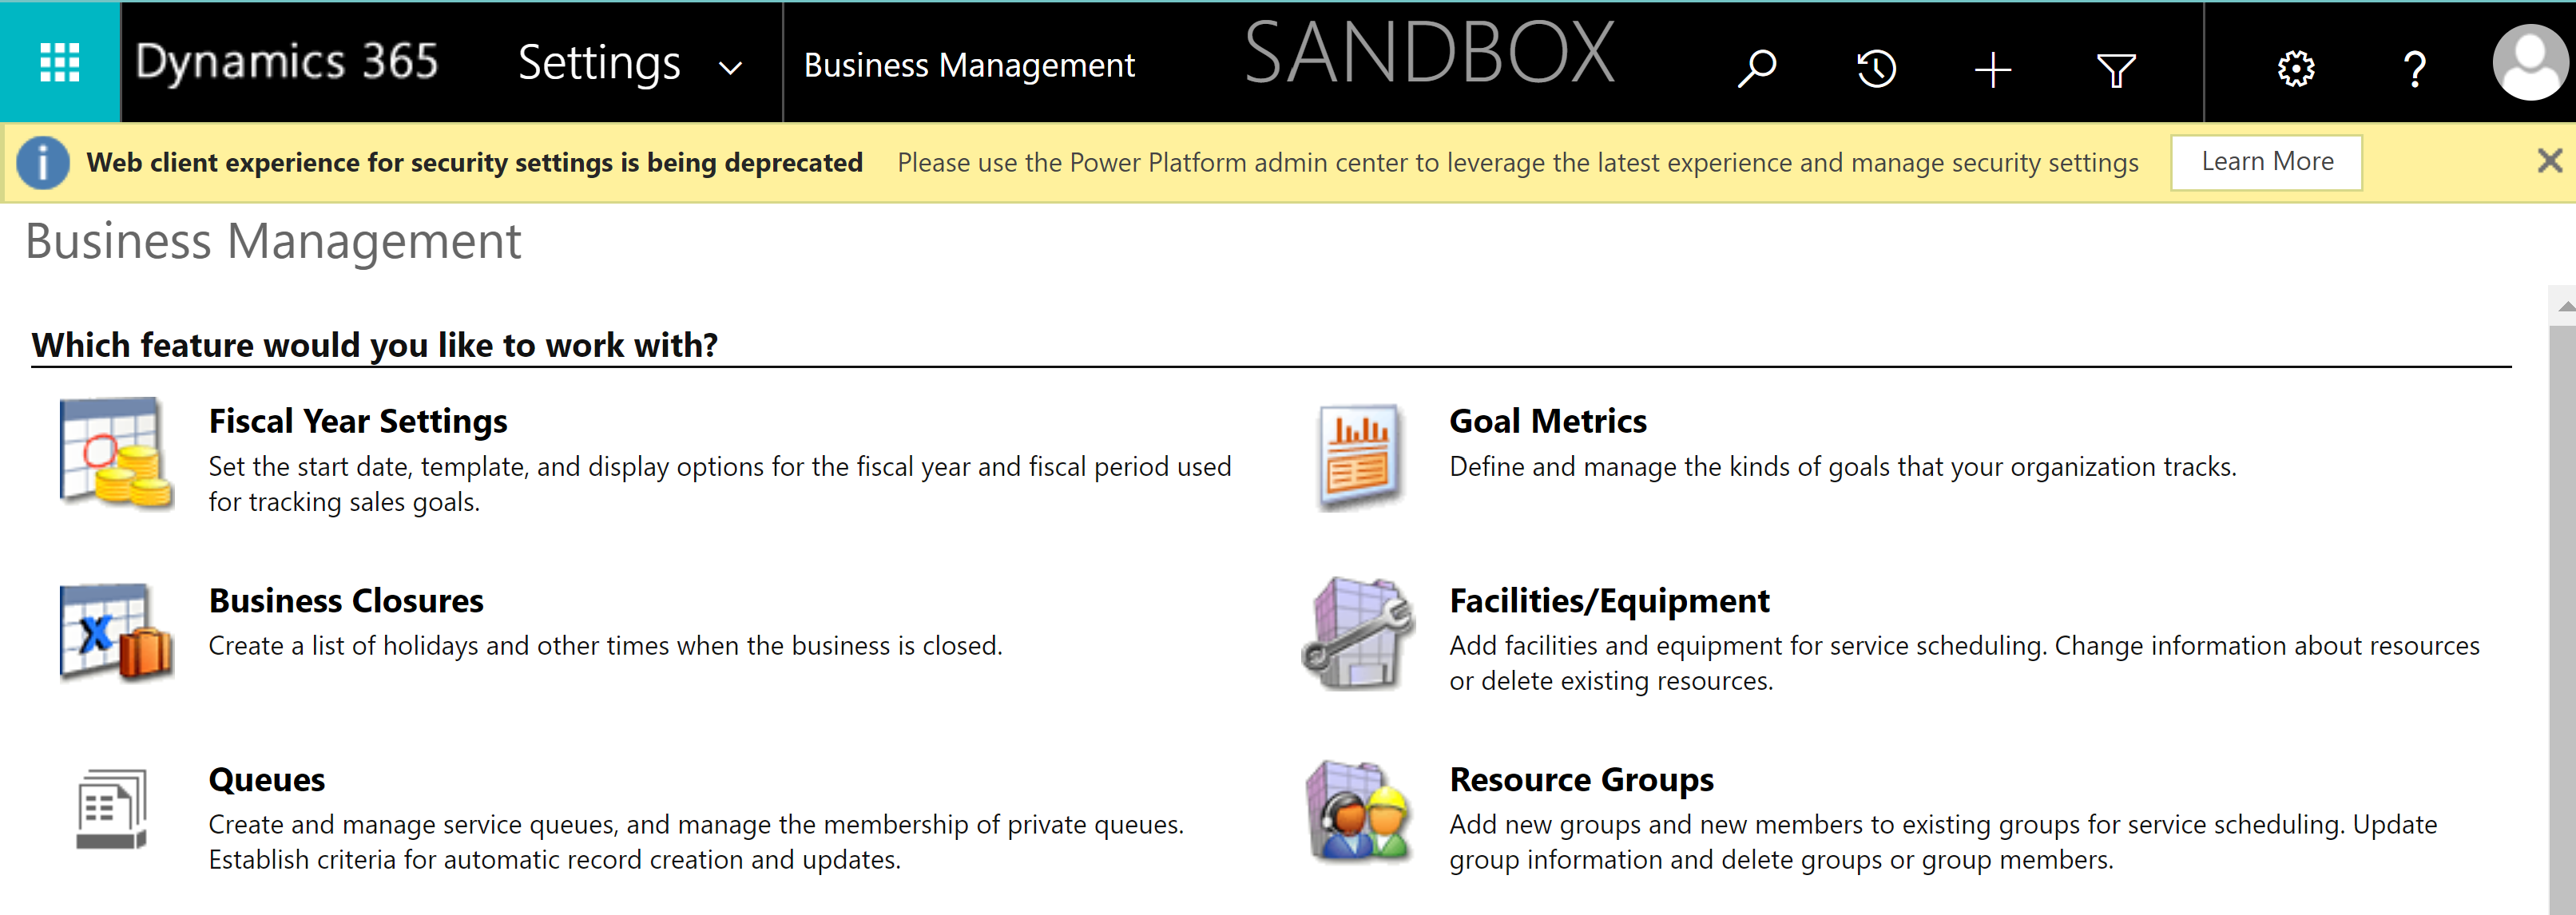 Dynamics 365 Settings Business Management SANDBOX ?
i Web client experience for security settings is being deprecated Please use the Power Platform admin center to leverage the latest experience and manage security settings Learn More
Business Management
Which feature would you like to work with?
Fiscal Year Settings
Set the start date, template, and display options for the fiscal year and fiscal period used
for tracking sales goals.
Goal Metrics
Define and manage the kinds of goals that your organization tracks.
Business Closures
Create a list of holidays and other times when the business is closed.
Facilities/Equipment
Add facilities and equipment for service scheduling. Change information about resources
or delete existing resources.
Queues
Create and manage service queues, and manage the membership of private queues.
Establish criteria for automatic record creation and updates.
Resource Groups
Add new groups and new members to existing groups for service scheduling. Update
group information and delete groups or group members.